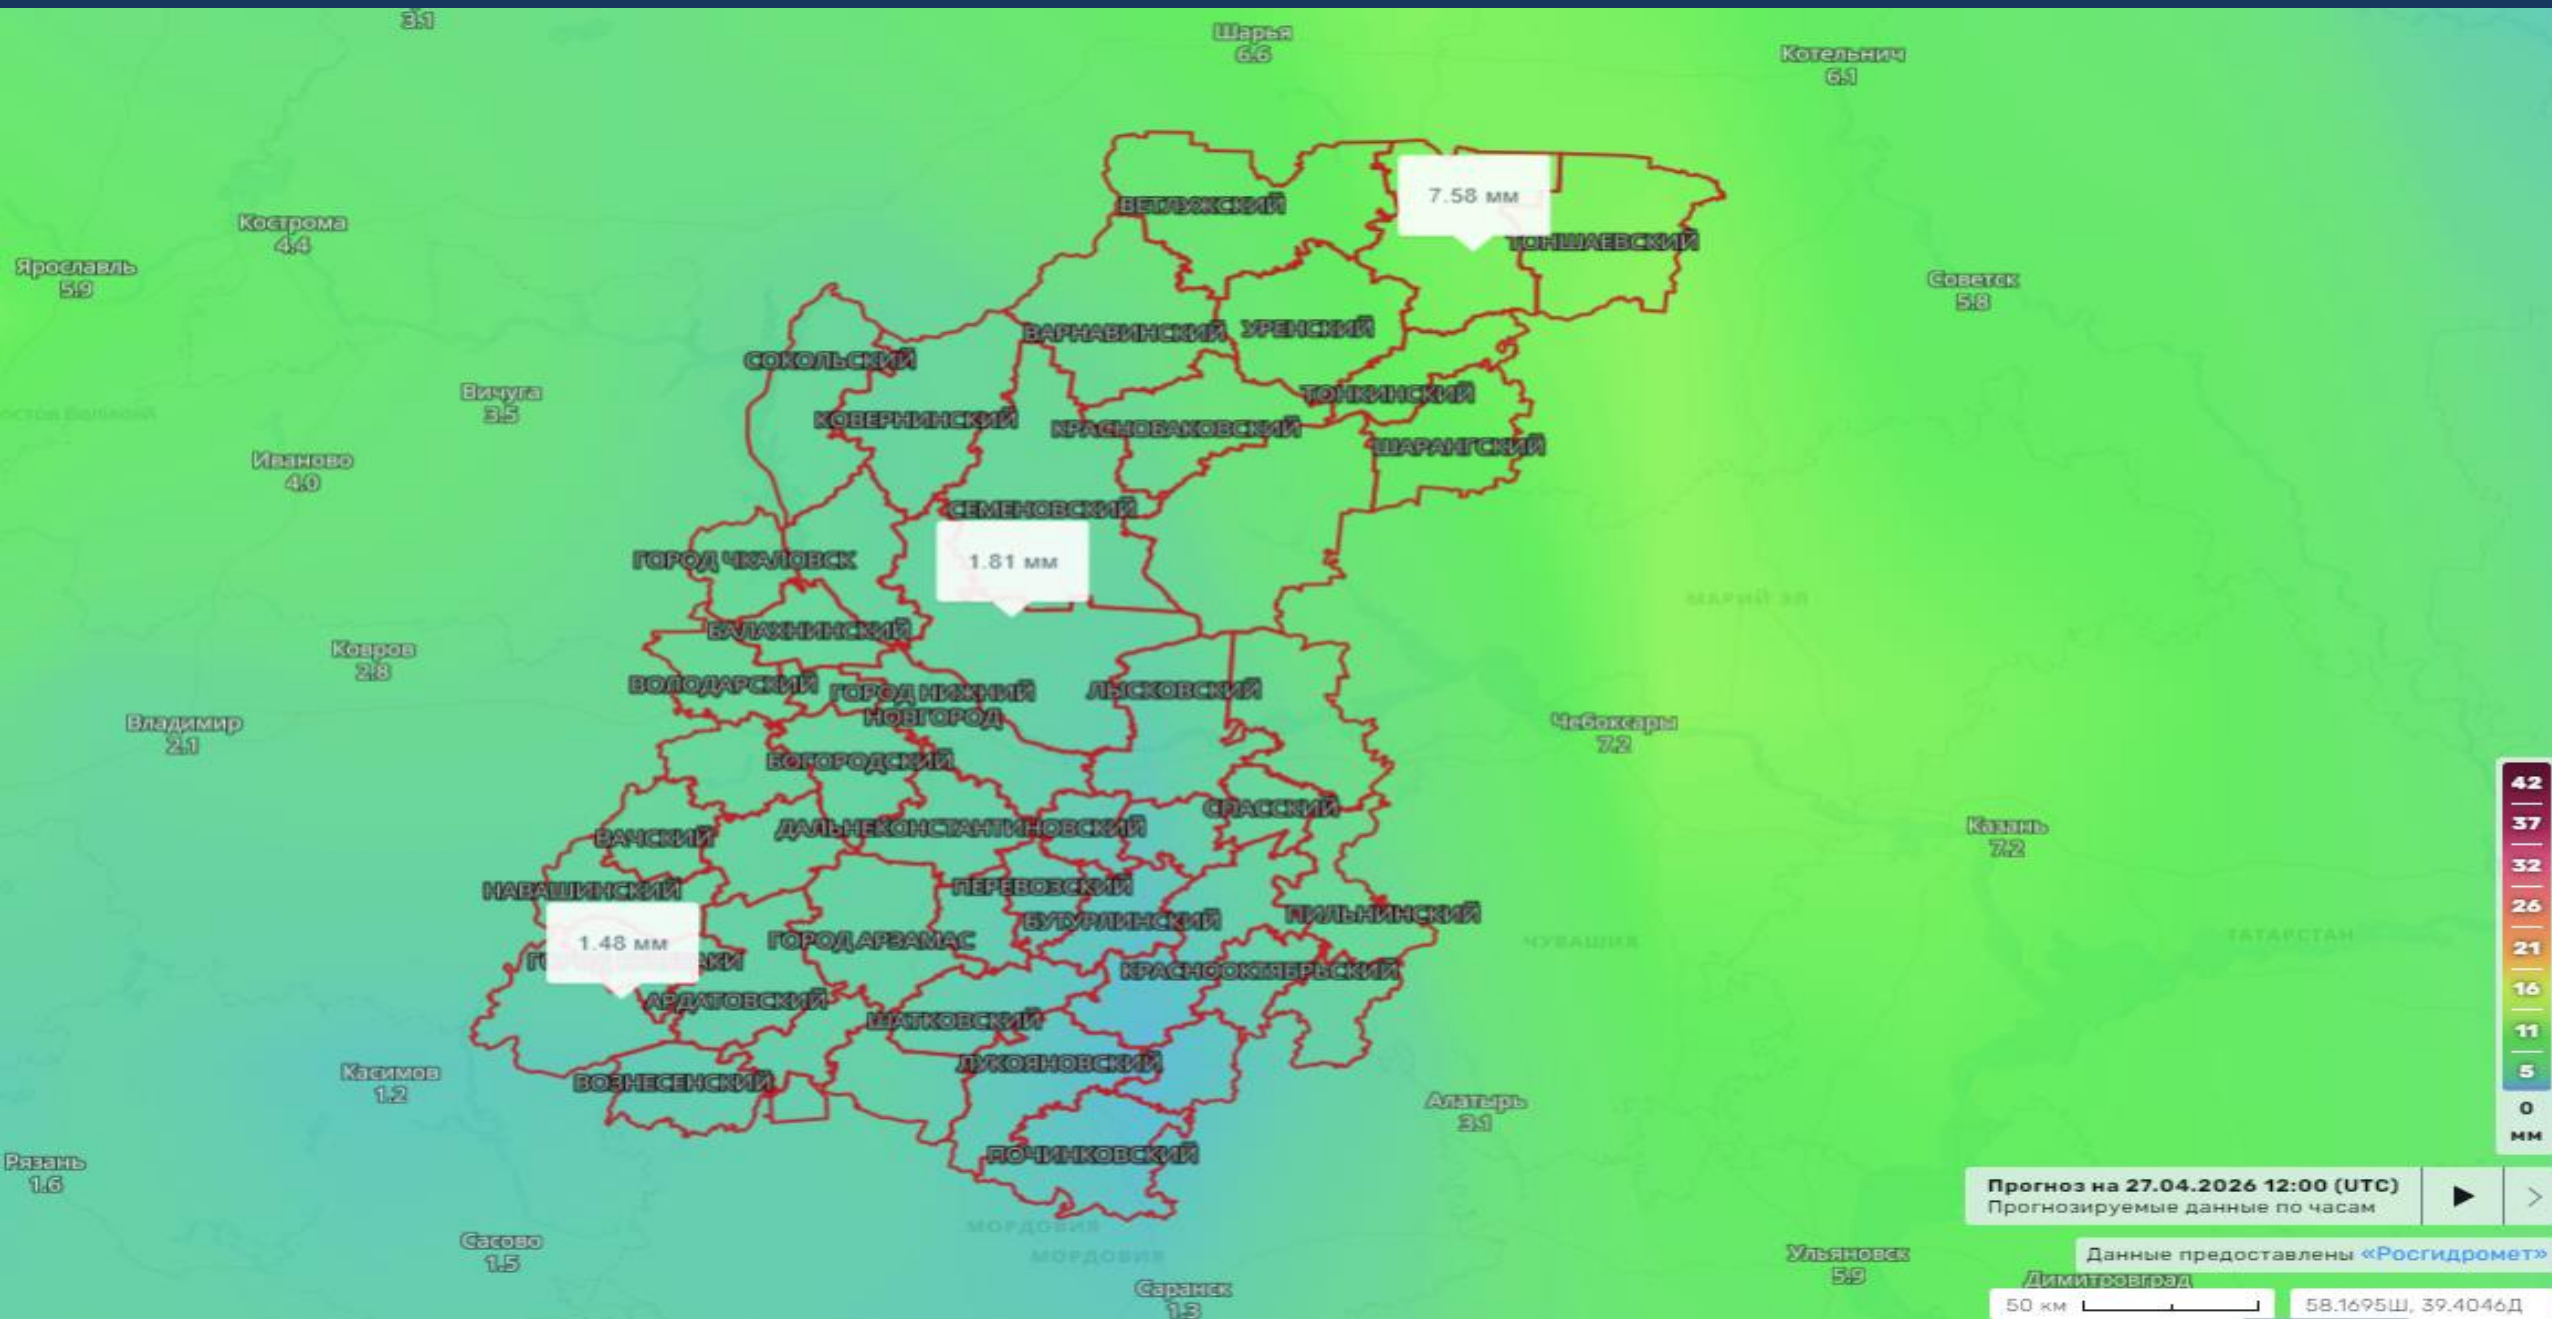 3.1
Шарья
6.6
Котельнич
6.1
ВЕТЛУЖСКИЙ
7.58 мм
ТОНШАЕВСКИЙ
Кострома
4.4
Ярославль
5.9
Советск
5.8
ВАРНАВИНСКИЙ
УРЕНСКИЙ
СОКОЛЬСКИЙ
Вичуга
3.5
ТОНКИНСКИЙ
КОВЕРНИНСКИЙ
КРАСНОБАКОВСКИЙ
ШАРАНГСКИЙ
Иваново
4.0
СЕМЕНОВСКИЙ
1.81 мм
ГОРОД ЧКАЛОВСК
МАРИЙ ЭЛ
БАЛАХНИНСКИЙ
Ковров
2.8
ВОЛОДАРСКИЙ
ГОРОД НИЖНИЙ
НОВГОРОД
ЛЫСКОВСКИЙ
Владимир
2.1
Чебоксары
7.2
БОГОРОДСКИЙ
СПАССКИЙ
ВАЧСКИЙ
ДАЛЬНЕКОНСТАНТИНОВСКИЙ
Казань
7.2
НАВАШИНСКИЙ
ПЕРЕВОЗСКИЙ
БУТУРЛИНСКИЙ
ПИЛЬНИНСКИЙ
1.48 мм
ГОРОД АРЗАМАС
ЧУВАШИЯ
ТАТАРСТАН
КРАСНООКТЯБРЬСКИЙ
АРДАТОВСКИЙ
ШАТКОВСКИЙ
ЛУКОЯНОВСКИЙ
Касимов
1.2
ВОЗНЕСЕНСКИЙ
Алатырь
3.1
ПОЧИНКОВСКИЙ
Рязань
1.6
МОРДОВИЯ
МОРДОВИЯ
Сасово
1.5
Саранск
1.3
Ульяновск
5.9
Димитровград
42
37
32
26
21
16
11
5
0
мм
Прогноз на 27.04.2026 12:00 (UTC)
Прогнозируемые данные по часам
Данные предоставлены «Росгидромет»
50 км
58.1695Ш, 39.4046Д